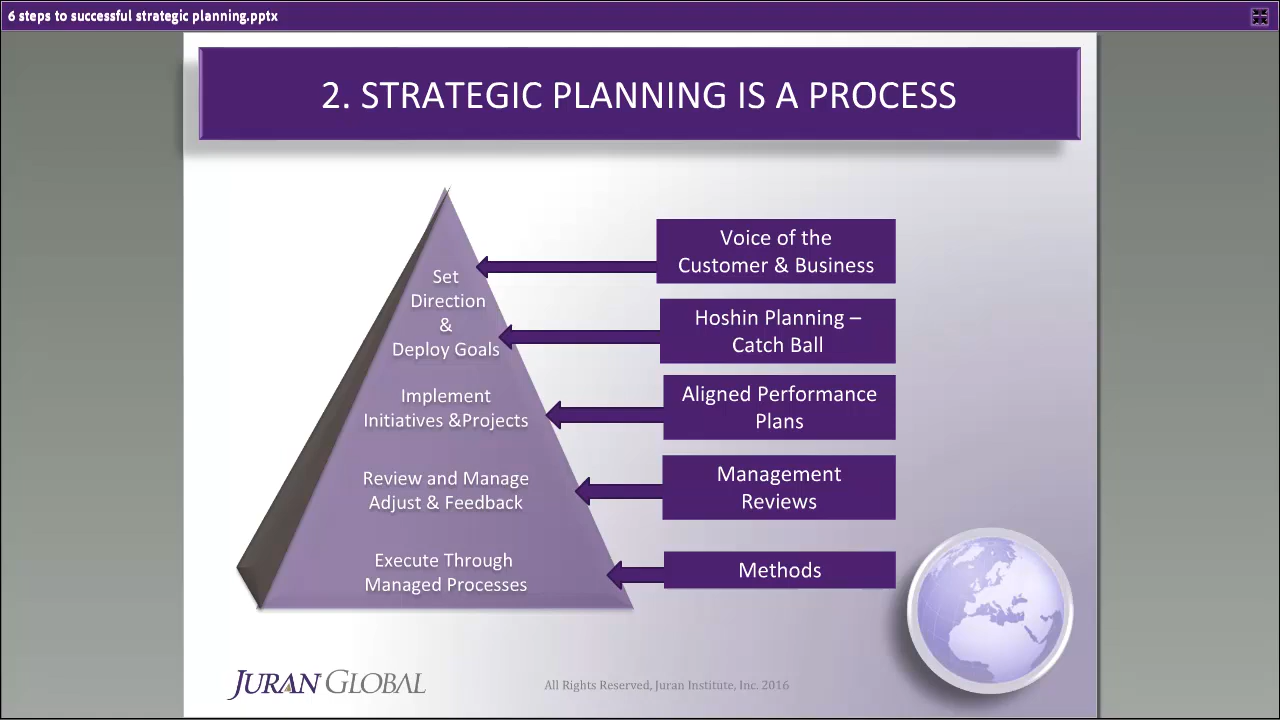 6 steps to successful strategic planning.pptx
2. STRATEGIC PLANNING IS A PROCESS
Set
Direction
&
Deploy Goals
Implement
Initiatives &Projects
Review and Manage
Adjust & Feedback
Execute Through
Managed Processes
Voice of the
Customer & Business
Hoshin Planning –
Catch Ball
Aligned Performance
Plans
Management
Reviews
Methods
JURAN GLOBAL
All Rights Reserved, Juran Institute, Inc. 2016